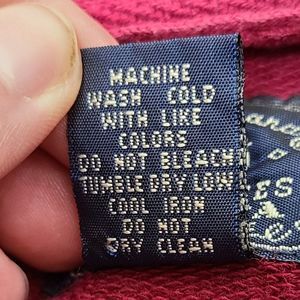 MACHINE
WASH COLD
WITH LIKE
COLORS
DO NOT BLEACH
TUMBLE DRY LOW
COOL IRON
DO NOT
DRY CLEAN